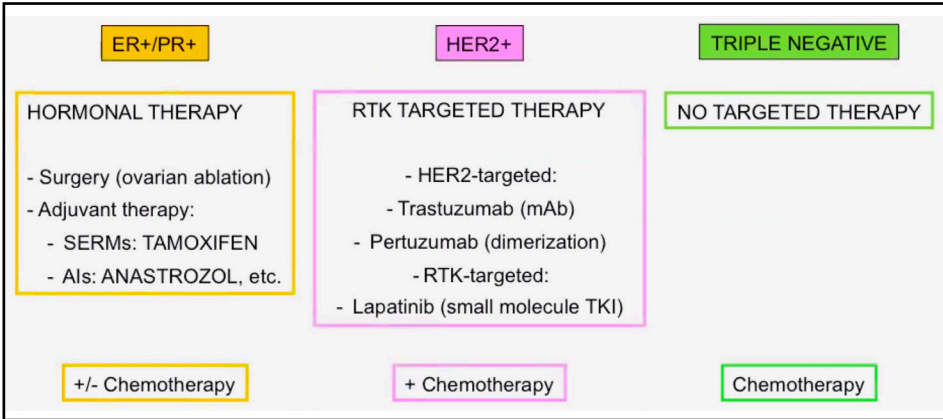 ER+/PR+
HORMONAL THERAPY
- Surgery (ovarian ablation)
- Adjuvant therapy:
- SERMs: TAMOXIFEN
- AIs: ANASTROZOL, etc.
+/- Chemotherapy
HER2+
RTK TARGETED THERAPY
- HER2-targeted:
- Trastuzumab (mAb)
- Pertuzumab (dimerization)
- RTK-targeted:
- Lapatinib (small molecule TKI)
+ Chemotherapy
TRIPLE NEGATIVE
NO TARGETED THERAPY
Chemotherapy